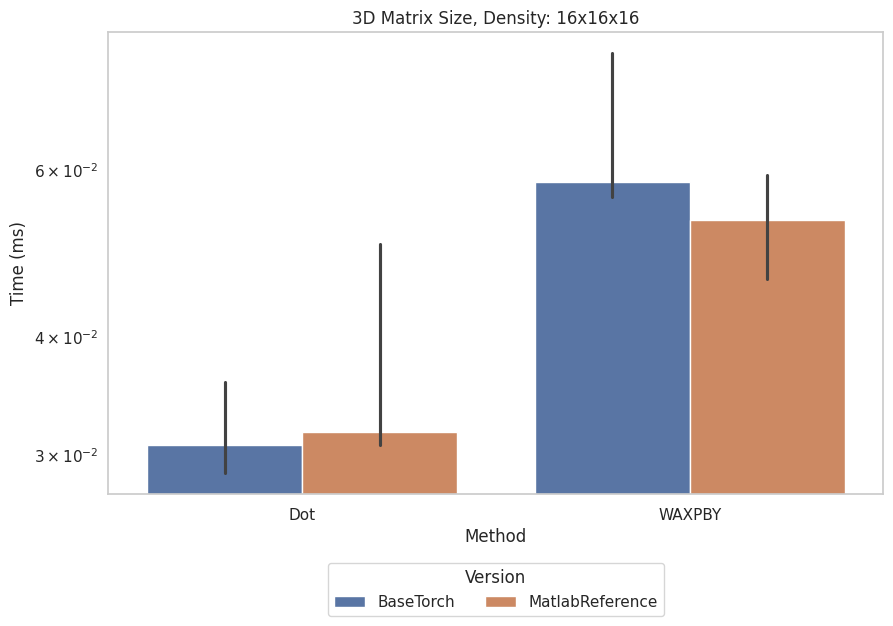 3D Matrix Size, Density: 16x16x16
Time (ms)
6 × 10⁻²
4 × 10⁻²
3 × 10⁻²
Dot
WAXPBY
Method
Version
BaseTorch
MatlabReference